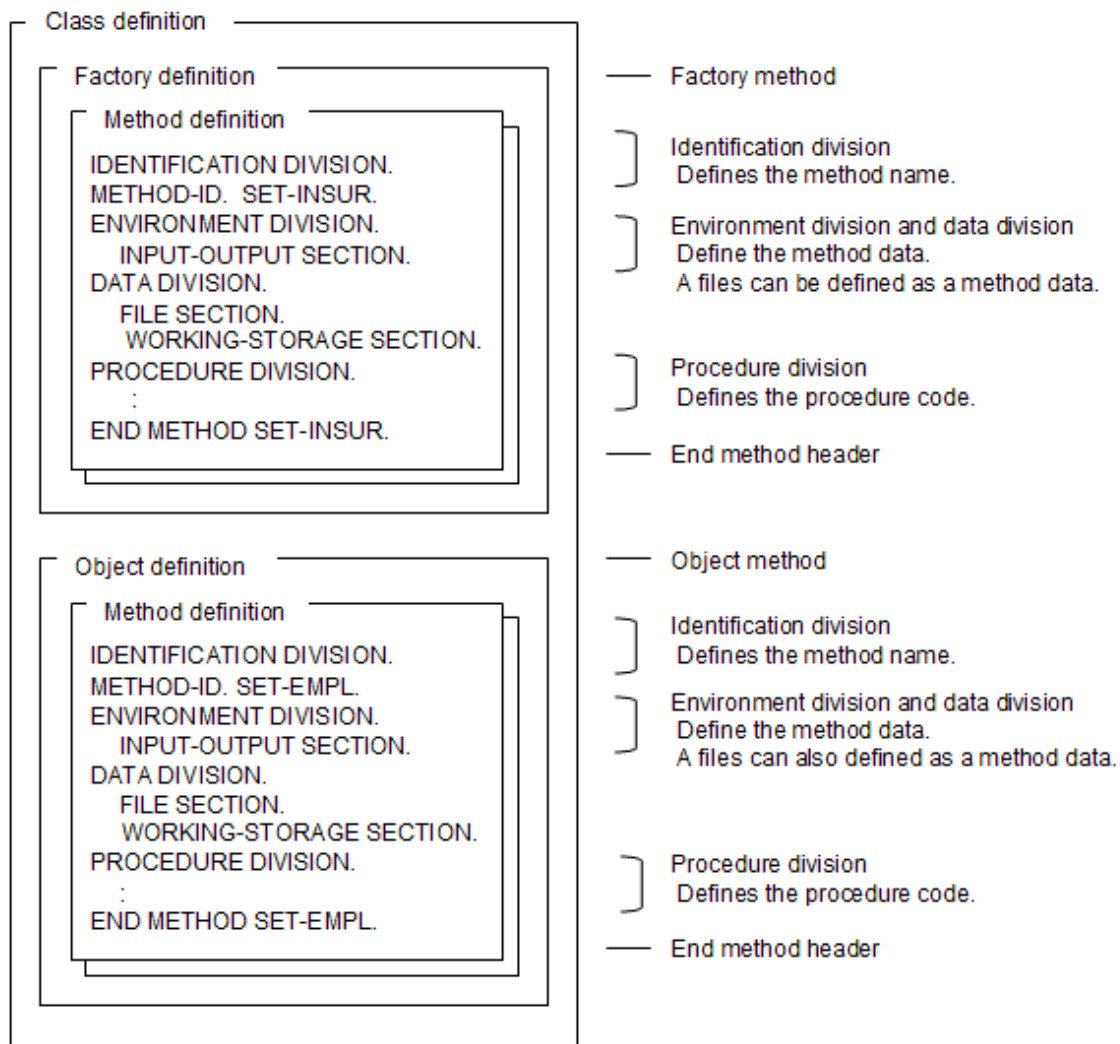 Class definition
Factory definition
Method definition
IDENTIFICATION DIVISION.
METHOD-ID. SET-INSUR.
ENVIRONMENT DIVISION.
INPUT-OUTPUT SECTION.
DATA DIVISION.
FILE SECTION.
WORKING-STORAGE SECTION.
PROCEDURE DIVISION.
:
END METHOD SET-INSUR.
Factory method
Identification division
Defines the method name.
Environment division and data division
Define the method data.
A files can be defined as a method data.
Procedure division
Defines the procedure code.
End method header
Object definition
Method definition
IDENTIFICATION DIVISION.
METHOD-ID. SET-EMPL.
ENVIRONMENT DIVISION.
INPUT-OUTPUT SECTION.
DATA DIVISION.
FILE SECTION.
WORKING-STORAGE SECTION.
PROCEDURE DIVISION.
:
END METHOD SET-EMPL.
Object method
Identification division
Defines the method name.
Environment division and data division
Define the method data.
A files can also defined as a method data.
Procedure division
Defines the procedure code.
End method header